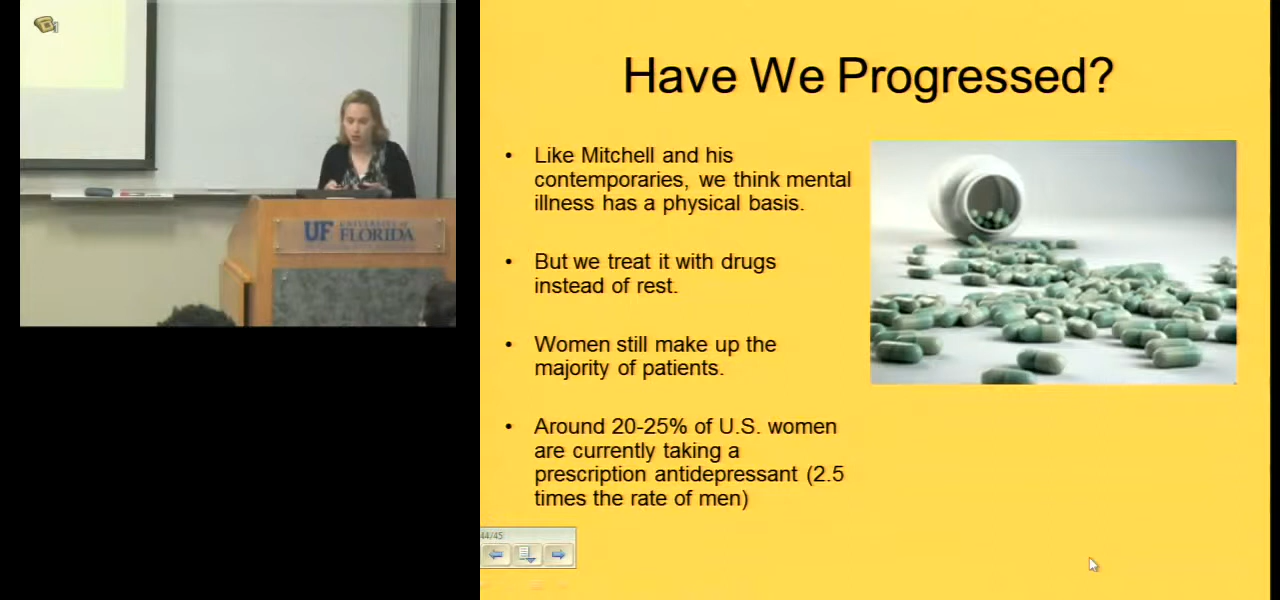 UF UNIVERSITY of
FLORIDA
Have We Progressed?
• Like Mitchell and his
contemporaries, we think mental
illness has a physical basis.
• But we treat it with drugs
instead of rest.
• Women still make up the
majority of patients.
• Around 20-25% of U.S. women
are currently taking a
prescription antidepressant (2.5
times the rate of men)
44/45